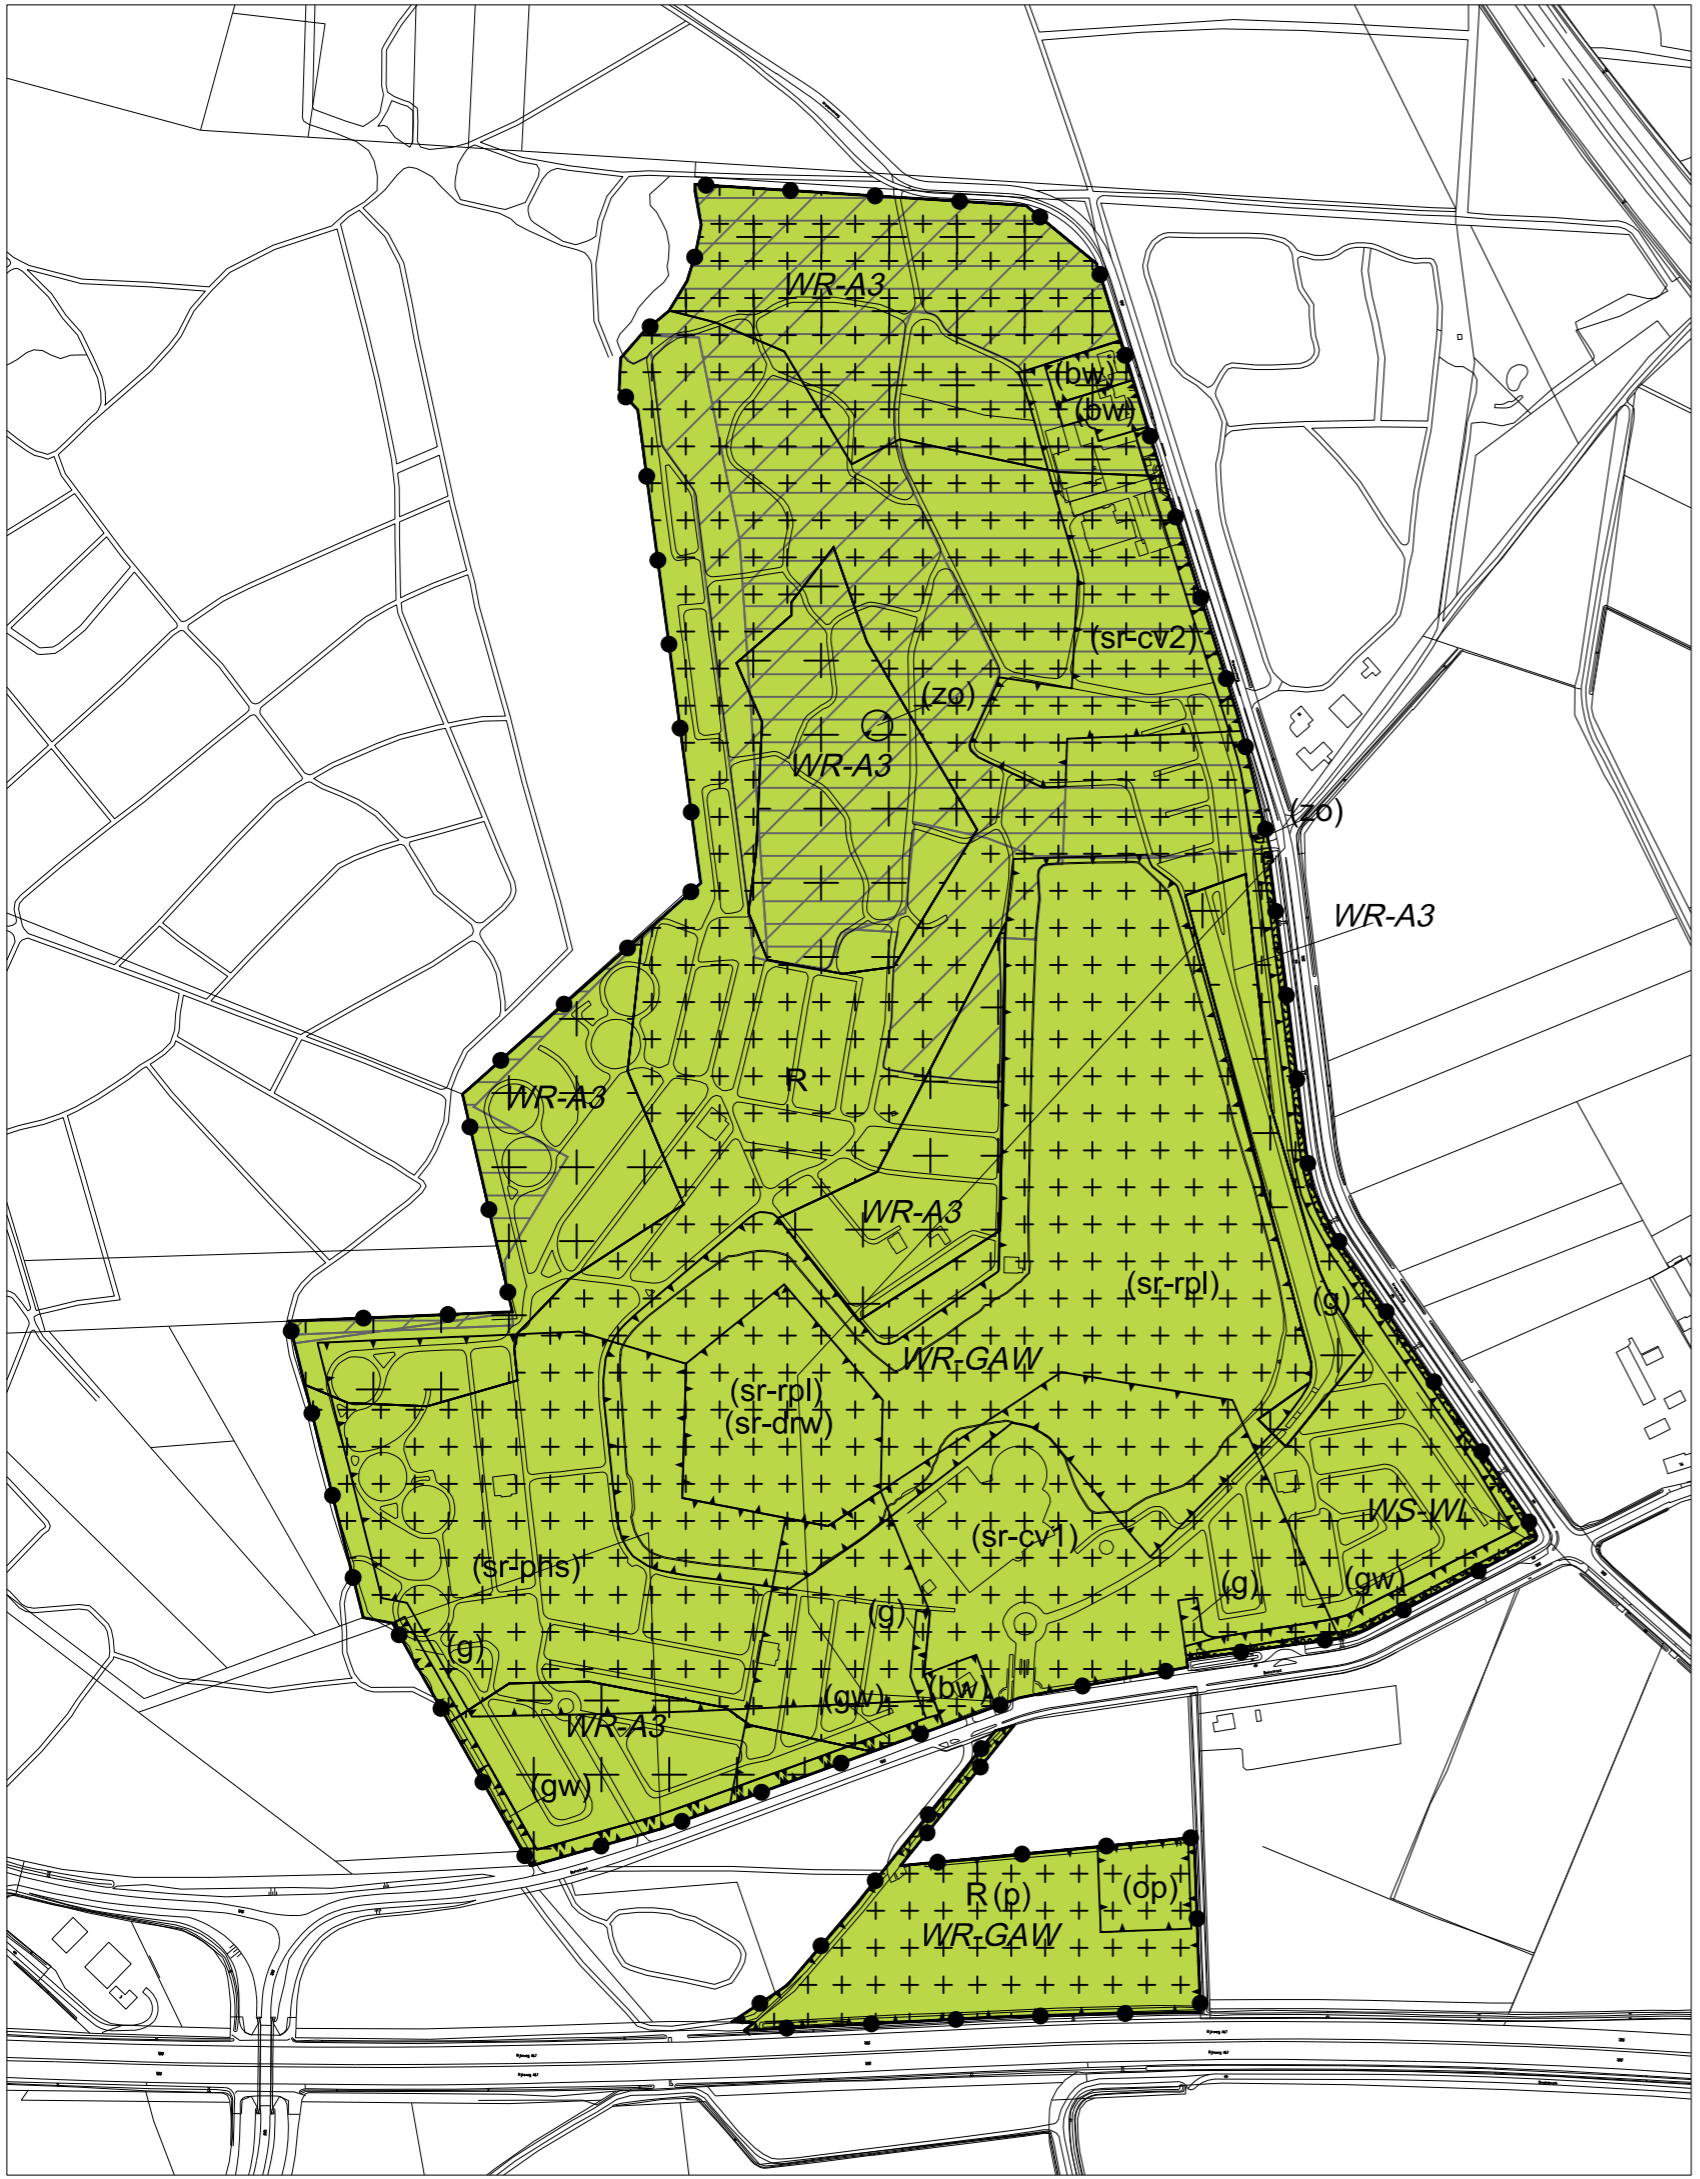 WR-A3
(bw)
(bw)
(sr-cv2)
(zo)
WR-A3
(zo)
WR-A3
R
WR-A3
WR-A3
(sr-rpl)
(g)
WR-GAW
(sr-rpl)
(sr-drw)
WS-WL
(sr-cv1)
(sr-phs)
(g)
(gw)
(g)
(g)
(bw)
(gw)
WR-A3
(gw)
R (p)
(op)
WR-GAW